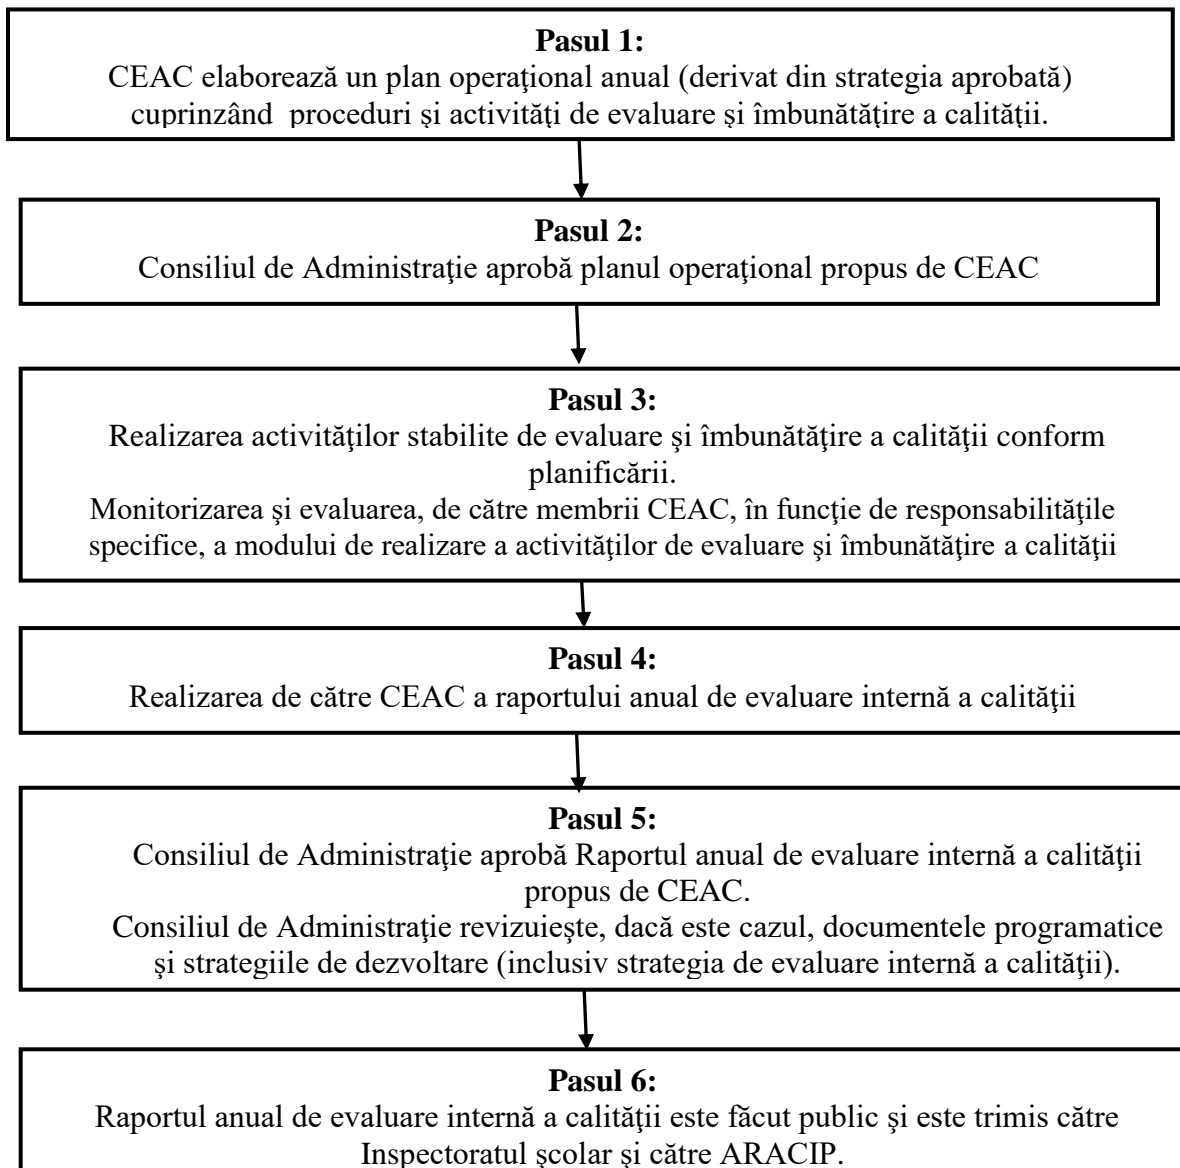 Pasul 1:
CEAC elaborează un plan operaţional anual (derivat din strategia aprobată)
cuprinzând proceduri şi activităţi de evaluare şi îmbunătăţire a calităţii.
Pasul 2:
Consiliul de Administraţie aprobă planul operaţional propus de CEAC
Pasul 3:
Realizarea activităţilor stabilite de evaluare şi îmbunătăţire a calităţii conform
planificării.
Monitorizarea şi evaluarea, de către membrii CEAC, în funcţie de responsabilităţile
specifice, a modului de realizare a activităţilor de evaluare şi îmbunătăţire a calităţii
Pasul 4:
Realizarea de către CEAC a raportului anual de evaluare internă a calităţii
Pasul 5:
Consiliul de Administraţie aprobă Raportul anual de evaluare internă a calităţii
propus de CEAC.
Consiliul de Administraţie revizuieşte, dacă este cazul, documentele programatice
şi strategiile de dezvoltare (inclusiv strategia de evaluare internă a calităţii).
Pasul 6:
Raportul anual de evaluare internă a calităţii este făcut public şi este trimis către
Inspectoratul şcolar şi către ARACIP.